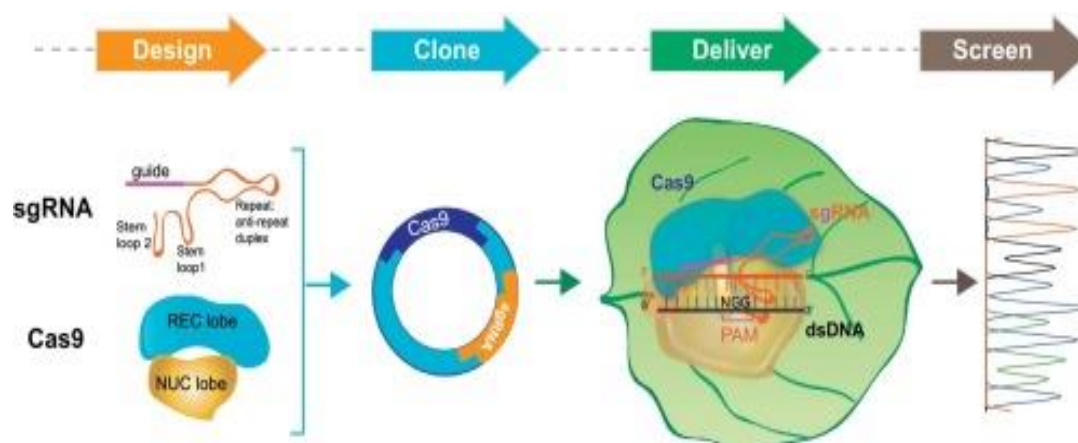 Design
Clone
Deliver
Screen
guide
sgRNA
Stem
loop 2
Stem
loop1
Repeat:
anti-repeat
duplex
Cas9
REC lobe
NUC lobe
Cas9
sgRNA
Cas9
sgRNA
NGG
PAM
dsDNA